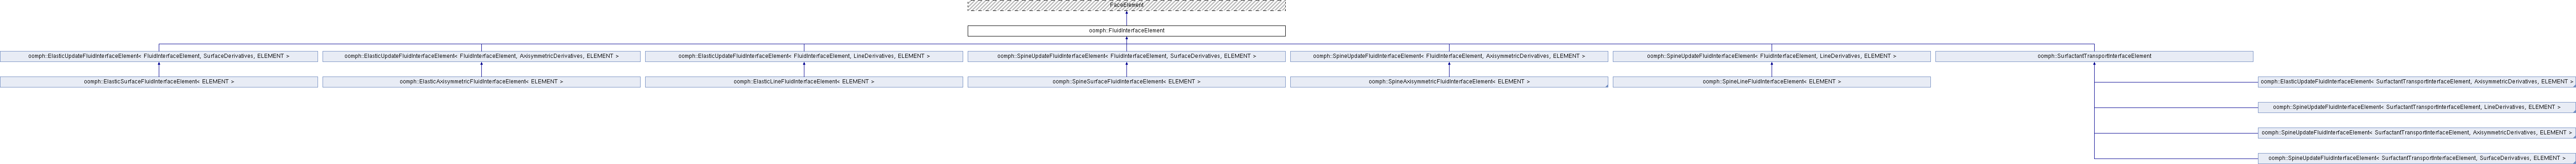 FaceElement
oomph::FluidInterfaceElement
oomph::ElasticUpdateFluidInterfaceElement< FluidInterfaceElement, SurfaceDerivatives, ELEMENT >
oomph::ElasticUpdateFluidInterfaceElement< FluidInterfaceElement, AxisymmetricDerivatives, ELEMENT >
oomph::ElasticUpdateFluidInterfaceElement< FluidInterfaceElement, LineDerivatives, ELEMENT >
oomph::SpineUpdateFluidInterfaceElement< FluidInterfaceElement, SurfaceDerivatives, ELEMENT >
oomph::SpineUpdateFluidInterfaceElement< FluidInterfaceElement, AxisymmetricDerivatives, ELEMENT >
oomph::SpineUpdateFluidInterfaceElement< FluidInterfaceElement, LineDerivatives, ELEMENT >
oomph::SurfactantTransportInterfaceElement
oomph::ElasticSurfaceFluidInterfaceElement< ELEMENT >
oomph::ElasticAxisymmetricFluidInterfaceElement< ELEMENT >
oomph::ElasticLineFluidInterfaceElement< ELEMENT >
oomph::SpineSurfaceFluidInterfaceElement< ELEMENT >
oomph::SpineAxisymmetricFluidInterfaceElement< ELEMENT >
oomph::SpineLineFluidInterfaceElement< ELEMENT >
oomph::ElasticUpdateFluidInterfaceElement< SurfactantTransportInterfaceElement, AxisymmetricDerivatives, ELEMENT >
oomph::SpineUpdateFluidInterfaceElement< SurfactantTransportInterfaceElement, LineDerivatives, ELEMENT >
oomph::SpineUpdateFluidInterfaceElement< SurfactantTransportInterfaceElement, AxisymmetricDerivatives, ELEMENT >
oomph::SpineUpdateFluidInterfaceElement< SurfactantTransportInterfaceElement, SurfaceDerivatives, ELEMENT >